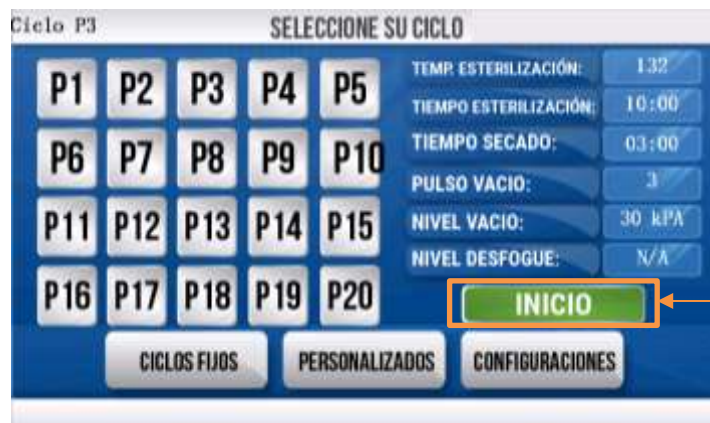 Ciclo P3 SELECCIONE SU CICLO
P1 P2 P3 P4 P5
P6 P7 P8 P9 P10
P11 P12 P13 P14 P15
P16 P17 P18 P19 P20
TEMP. ESTERILIZACIÓN: 132
TIEMPO ESTERILIZACIÓN: 10:00
TIEMPO SECADO: 03:00
PULSO VACIO: 3
NIVEL VACIO: 30 kPA
NIVEL DESFOGUE: N/A
INICIO
CICLOS FIJOS PERSONALIZADOS CONFIGURACIONES